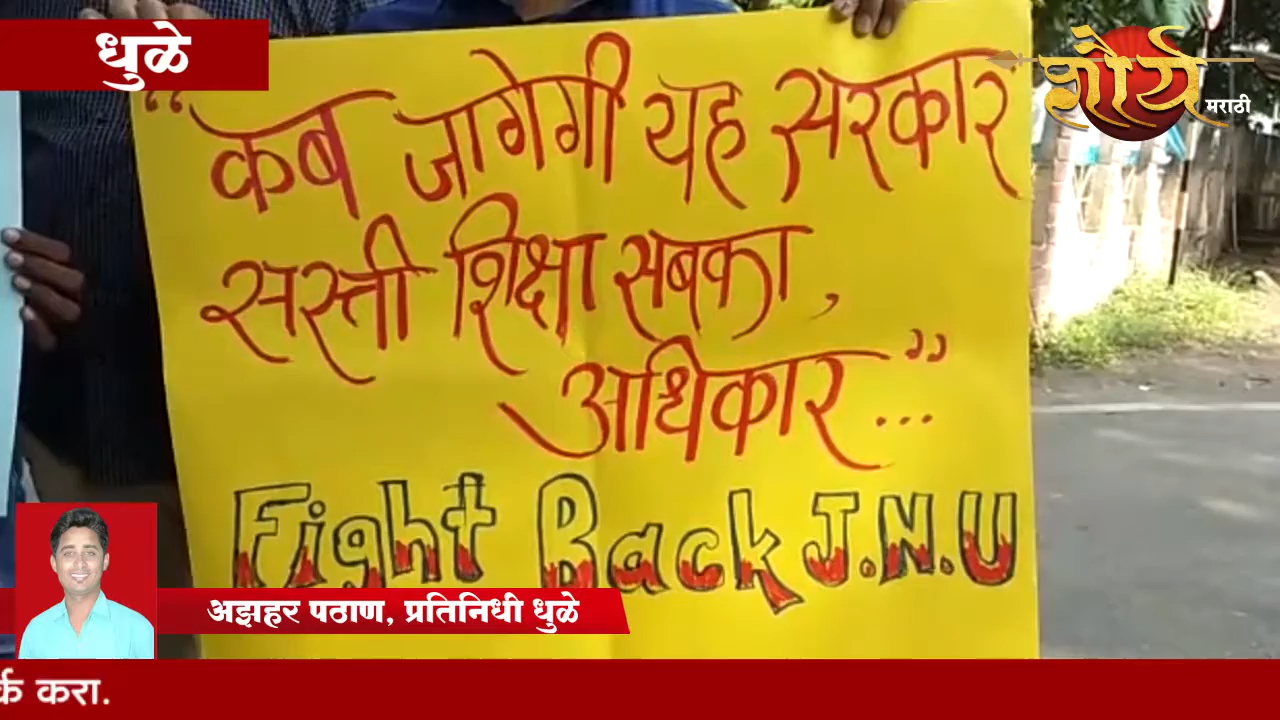 धुळे
शौर्य
मराठी
“कब जागेगी यह सरकार
सस्ती शिक्षा सबका,
अधिकार...”
Fight Back J.N.U
अझहर पठाण, प्रतिनिधी धुळे
र्क करा.